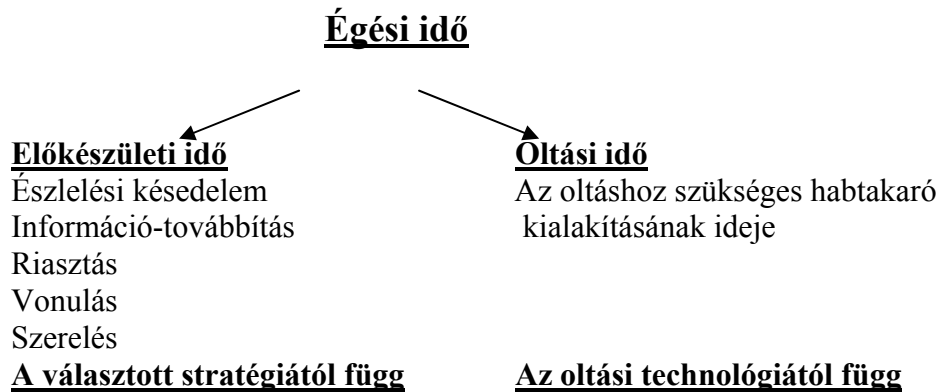 Égési idő
Előkészületi idő
Észlelési késedelem
Információ-továbbítás
Riasztás
Vonulás
Szerelés
A választott stratégiától függ
Oltási idő
Az oltáshoz szükséges habtakaró
kialakításának ideje
Az oltási technológiától függ